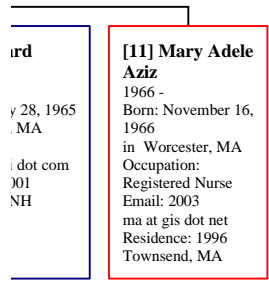 ard
y 28, 1965
, MA
i dot com
001
NH
[11] Mary Adele
Aziz
1966 -
Born: November 16,
1966
in Worcester, MA
Occupation:
Registered Nurse
Email: 2003
ma at gis dot net
Residence: 1996
Townsend, MA